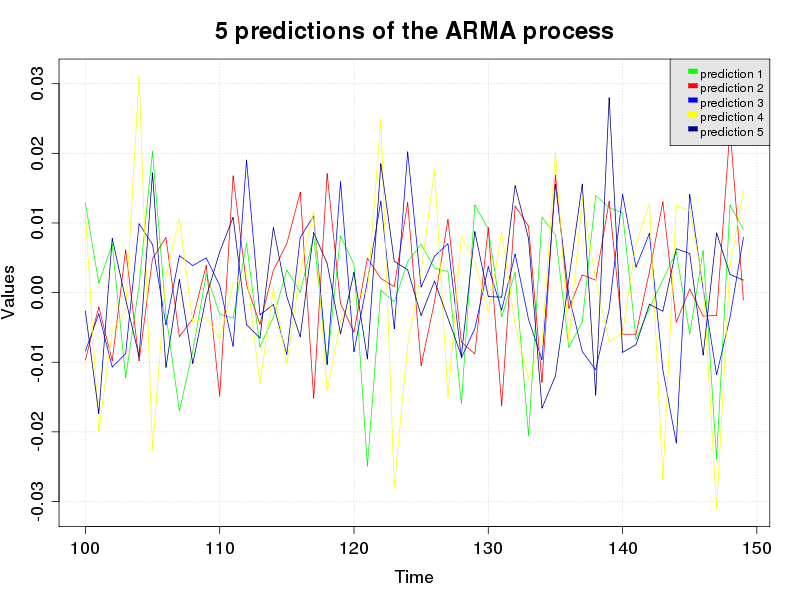 5 predictions of the ARMA process
prediction 1
prediction 2
prediction 3
prediction 4
prediction 5
Values
0.03
0.02
0.01
0.00
-0.01
-0.02
-0.03
100 110 120 130 140 150
Time